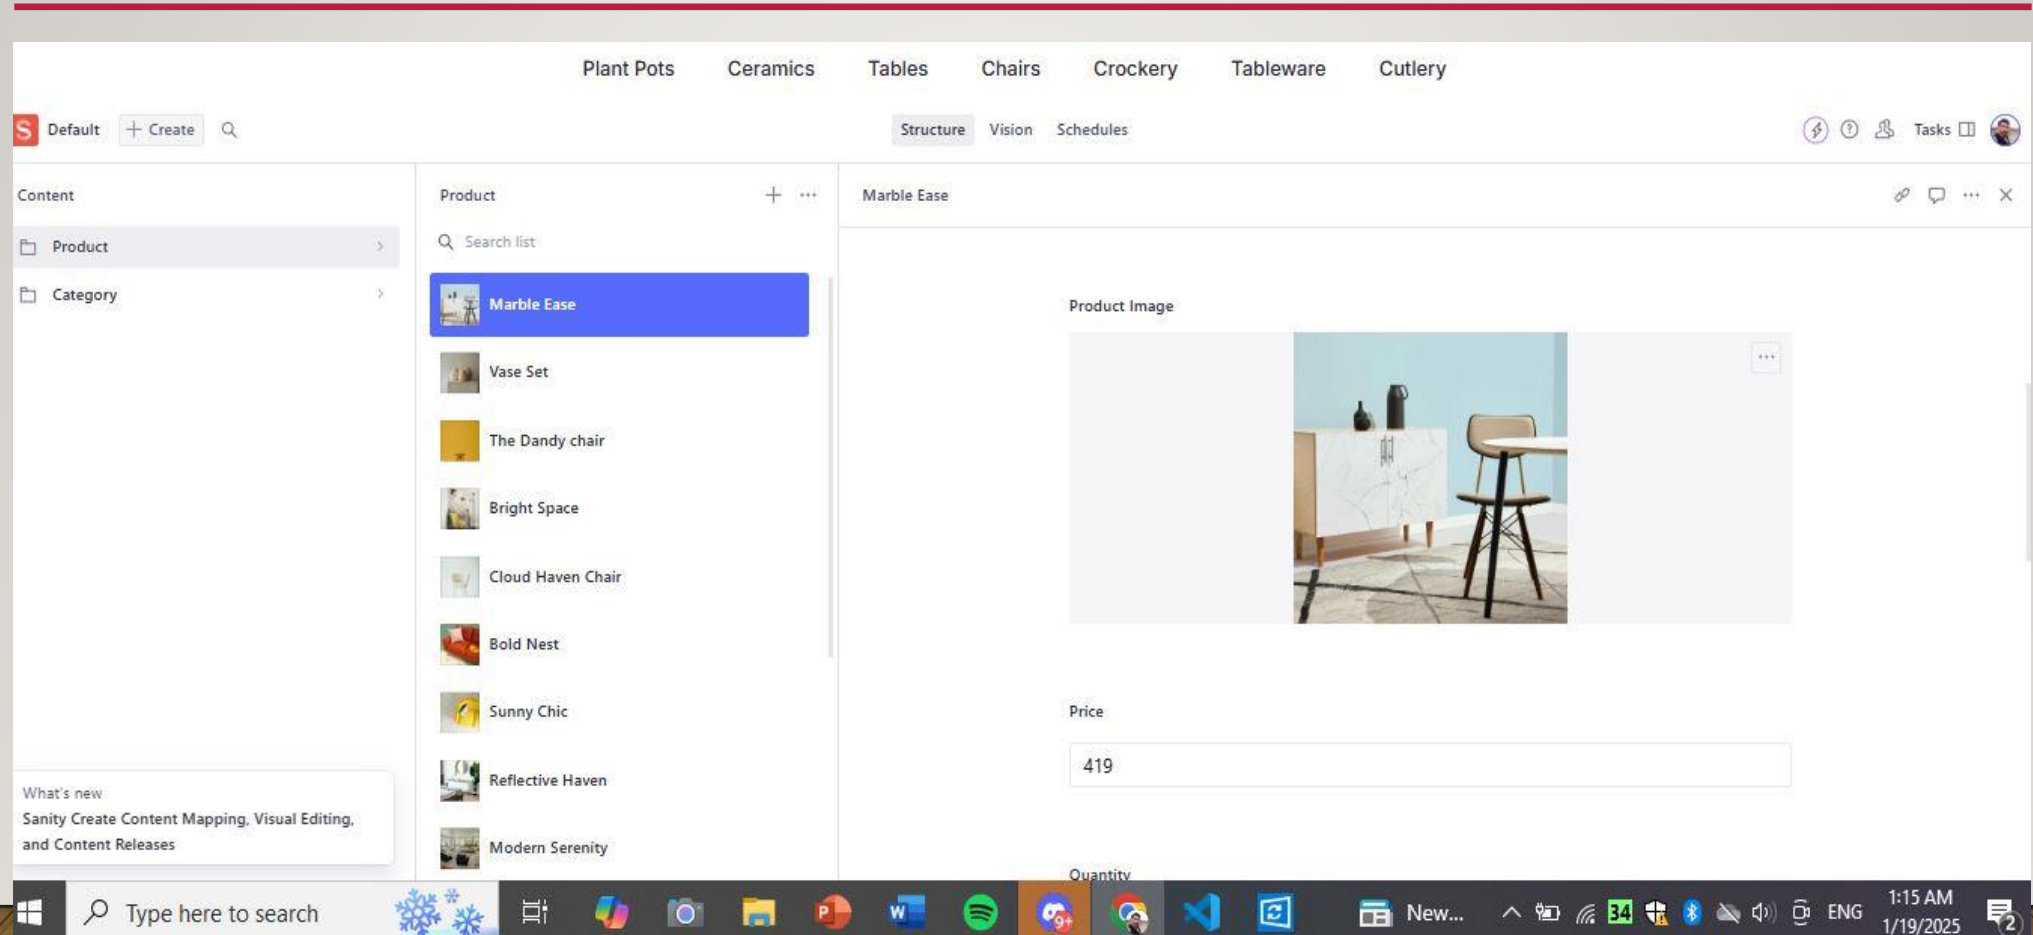 Plant Pots Ceramics Tables Chairs Crockery Tableware Cutlery
S Default + Create Structure Vision Schedules Tasks
Content
Product
Category
What's new
Sanity Create Content Mapping, Visual Editing,
and Content Releases
Product
Search list
Marble Ease
Vase Set
The Dandy chair
Bright Space
Cloud Haven Chair
Bold Nest
Sunny Chic
Reflective Haven
Modern Serenity
Marble Ease
Product Image
Price
419
Quantity
Type here to search
P
W
9+
New...
34
ENG
1:15 AM
1/19/2025
2